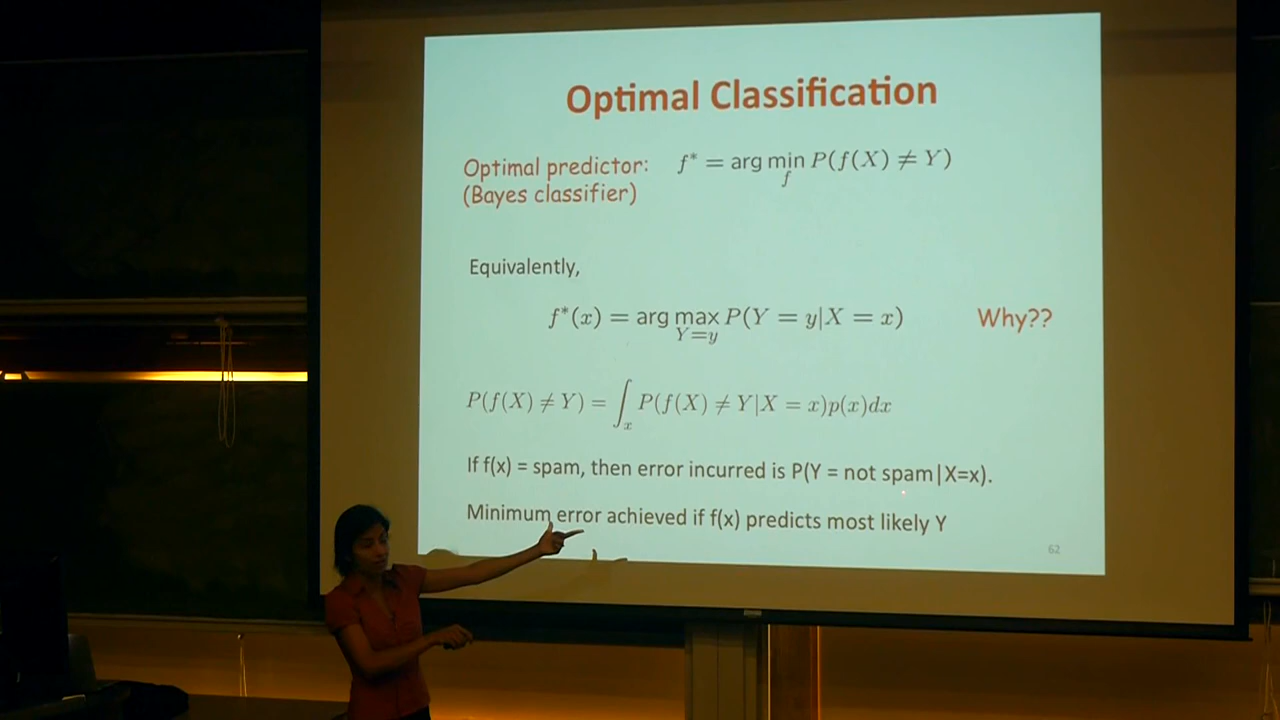 Optimal Classification
Optimal predictor: f* = arg min_f P(f(X) ≠ Y)
(Bayes classifier)
Equivalently,
f*(x) = arg max_{Y=y} P(Y = y|X = x) Why??
P(f(X) ≠ Y) = ∫_x P(f(X) ≠ Y|X = x)p(x)dx
If f(x) = spam, then error incurred is P(Y = not spam|X=x).
Minimum error achieved if f(x) predicts most likely Y
62